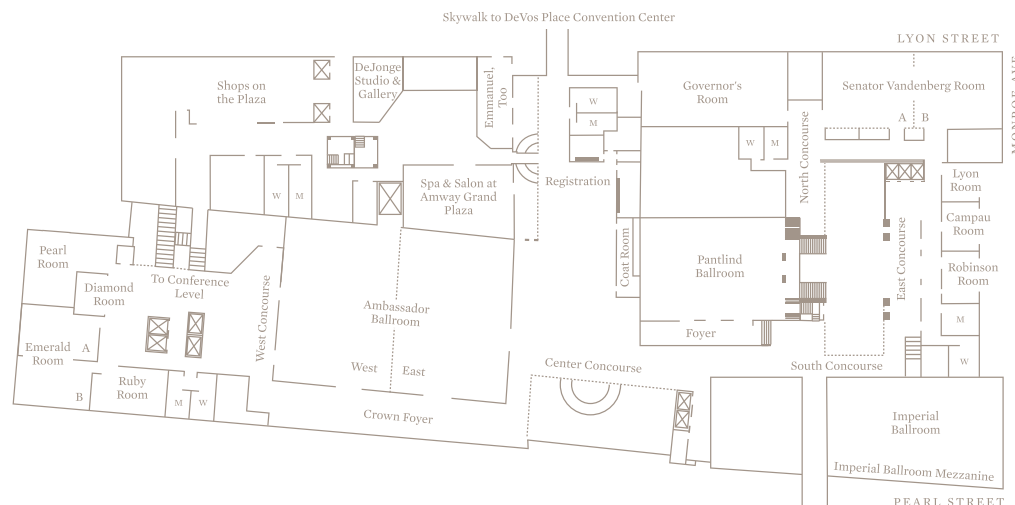 Skywalk to DeVos Place Convention Center
LYON STREET
MONROE AVE
DeJonge
Studio &
Gallery
Emmanuel,
Too
Shops on
the Plaza
W
M
Governor's
Room
Senator Vandenberg Room
A B
North Concourse
W M
W M
Spa & Salon at
Amway Grand
Plaza
Registration
Lyon
Room
Campau
Room
Robinson
Room
M
W
East Concourse
Coat Room
Pantlind
Ballroom
Foyer
South Concourse
Pearl
Room
Diamond
Room
To Conference
Level
West Concourse
Ambassador
Ballroom
West East
Emerald
Room
A
B
Ruby
Room
M W
Center Concourse
Crown Foyer
Imperial
Ballroom
Imperial Ballroom Mezzanine
PEARL STREET